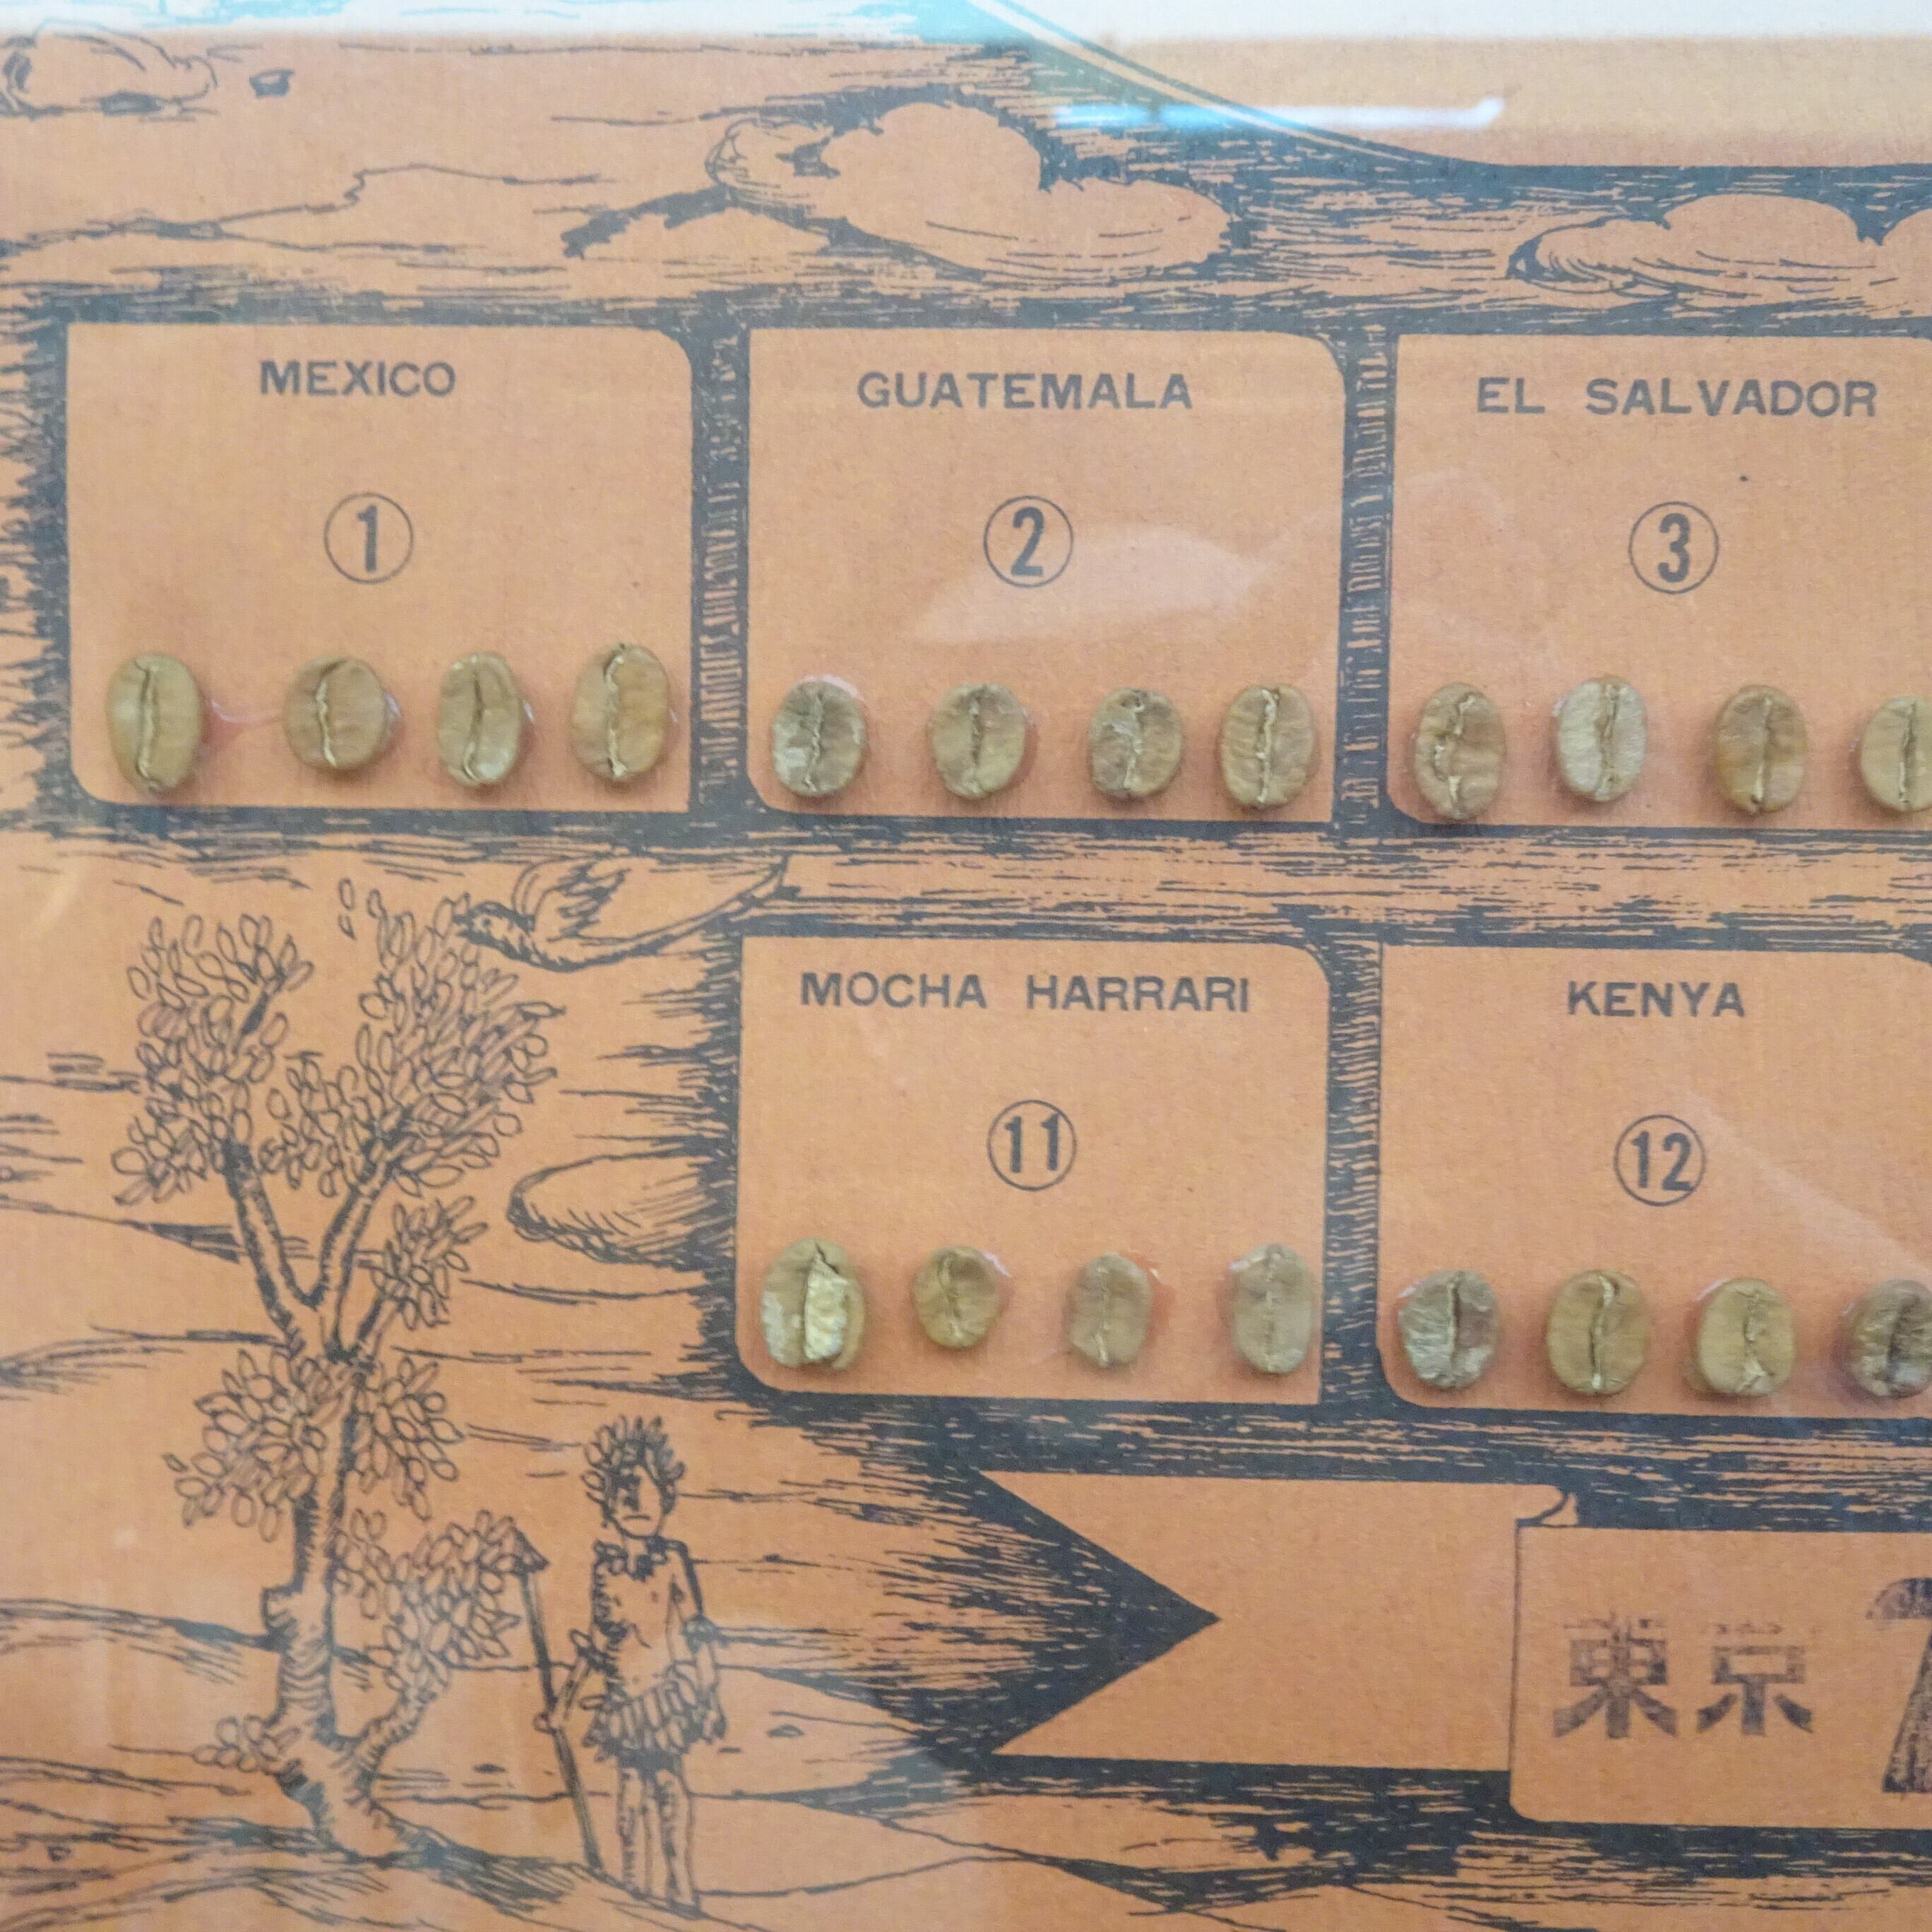 MEXICO
①
GUATEMALA
②
EL SALVADOR
③
MOCHA HARRARI
⑪
KENYA
⑫
東京